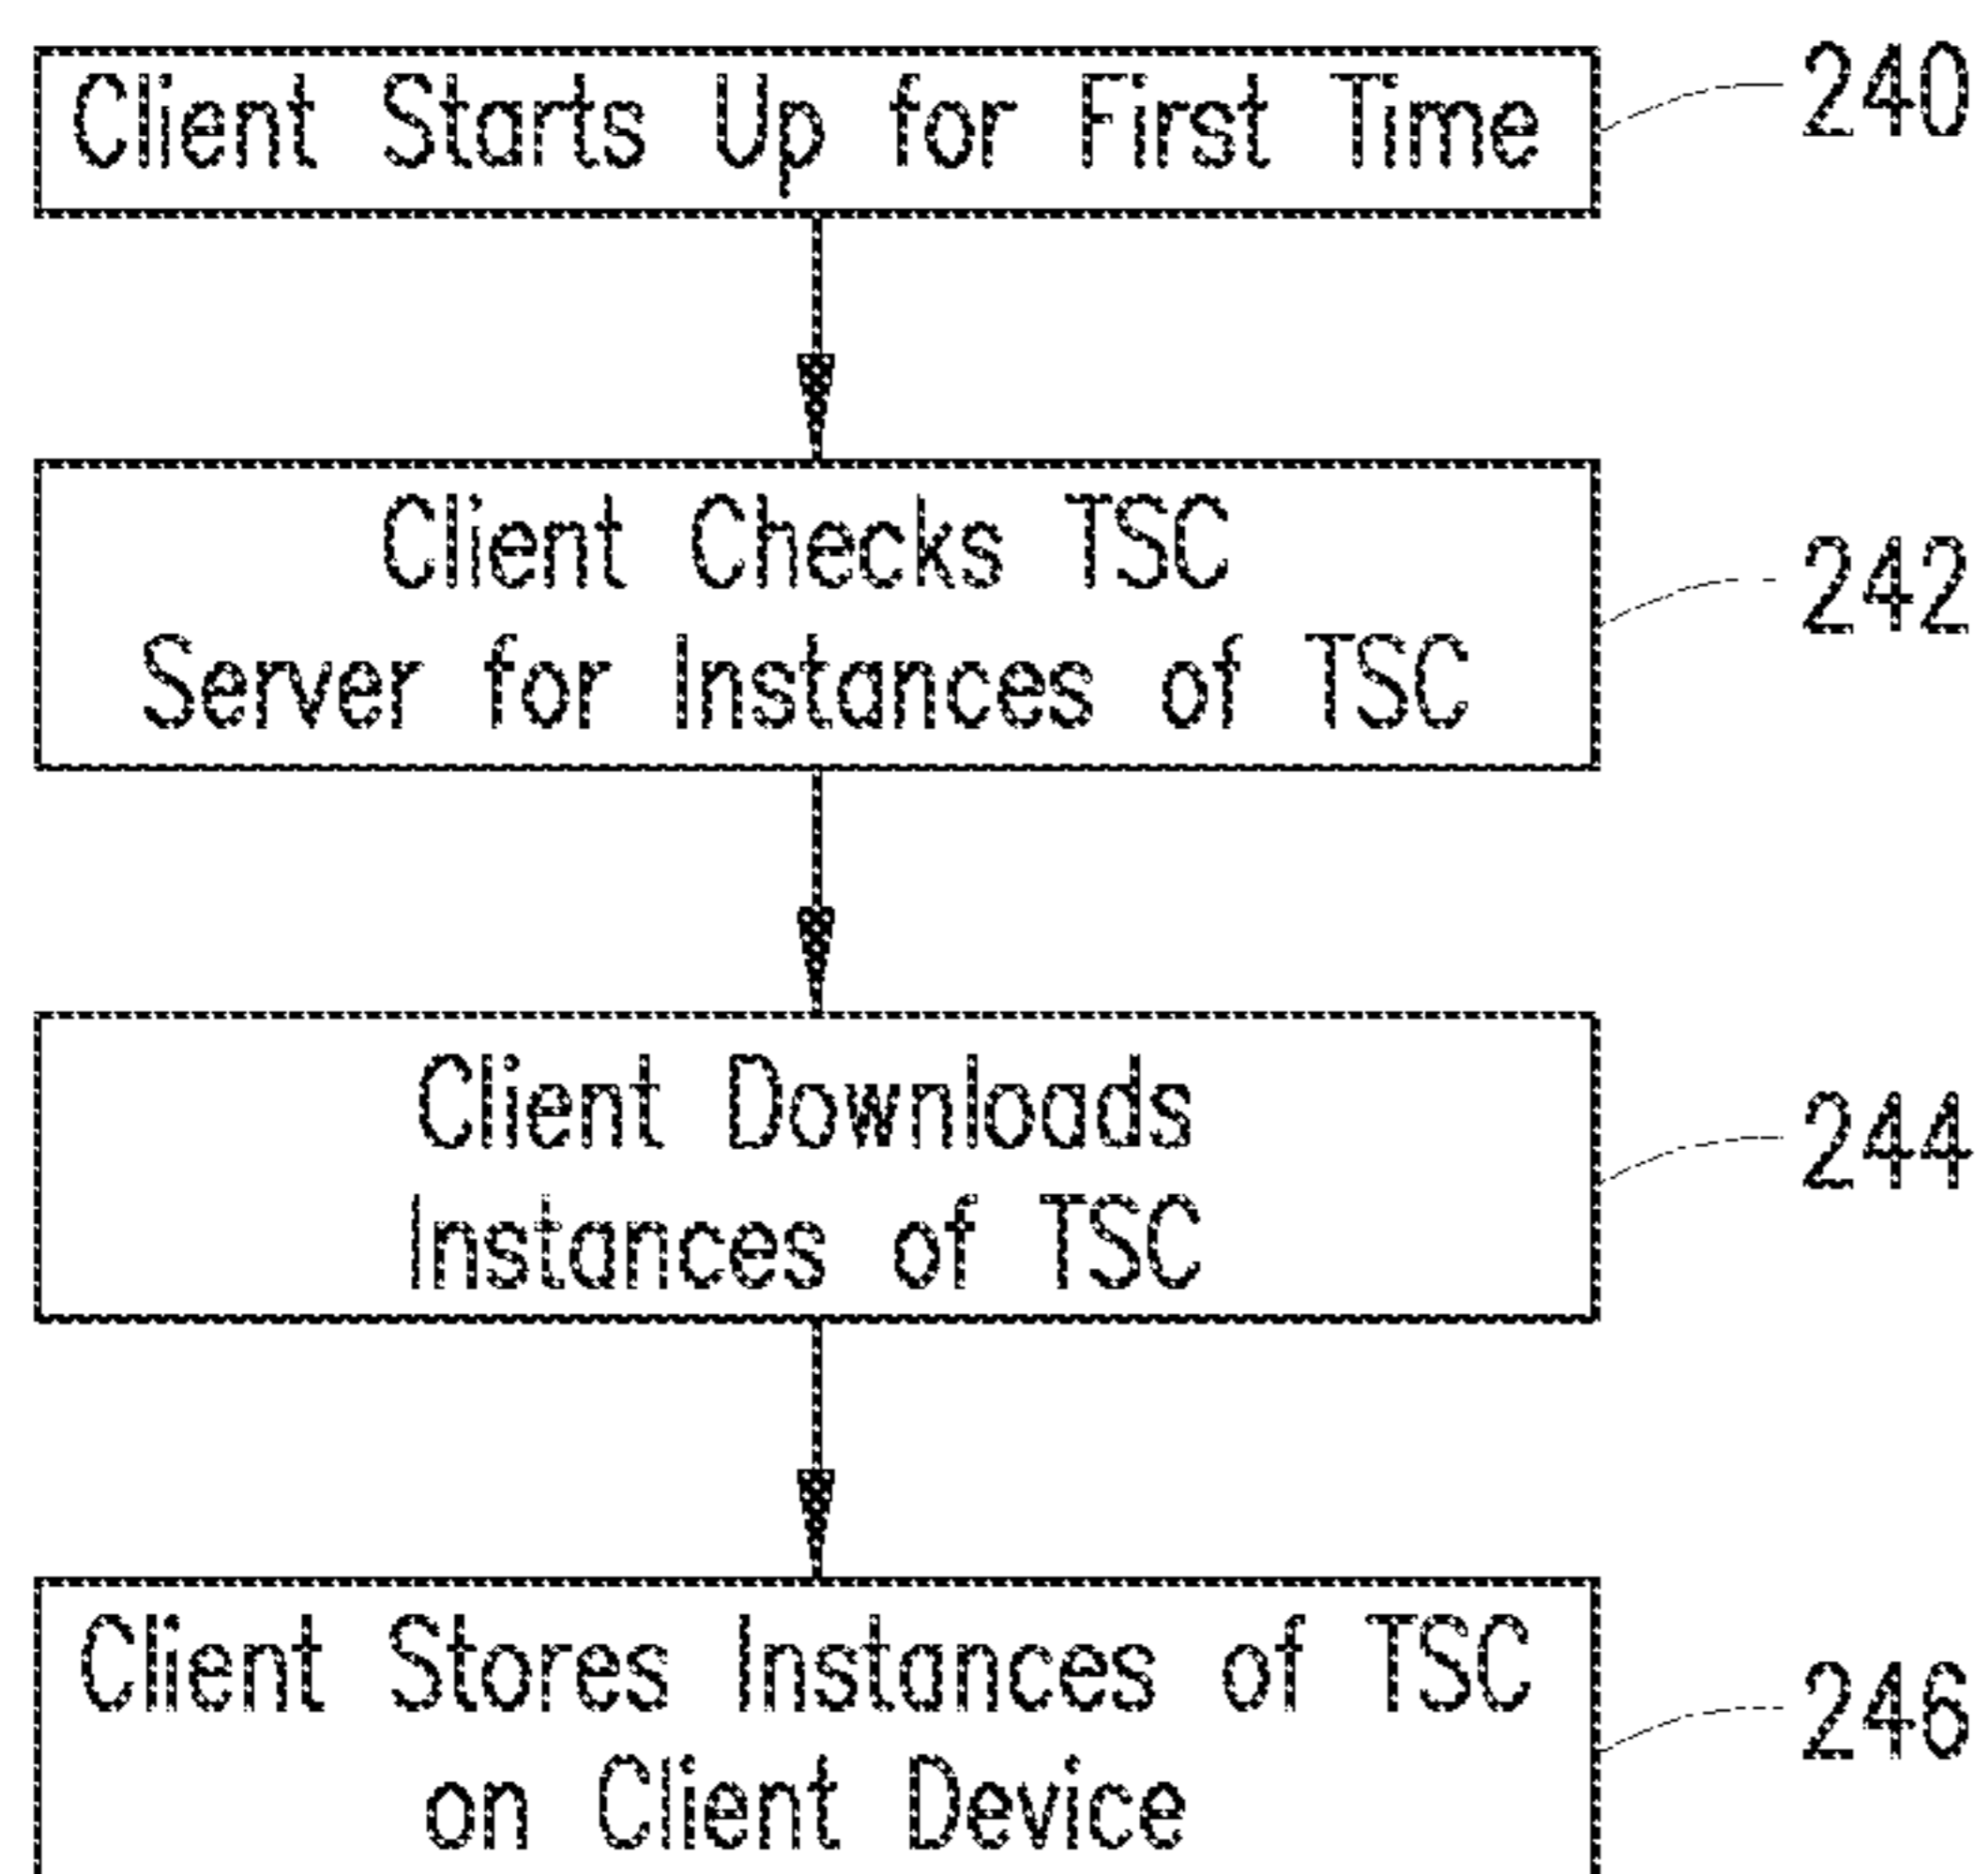 Client Starts Up for First Time
240
Client Checks TSC
Server for Instances of TSC
242
Client Downloads
Instances of TSC
244
Client Stores Instances of TSC
on Client Device
246